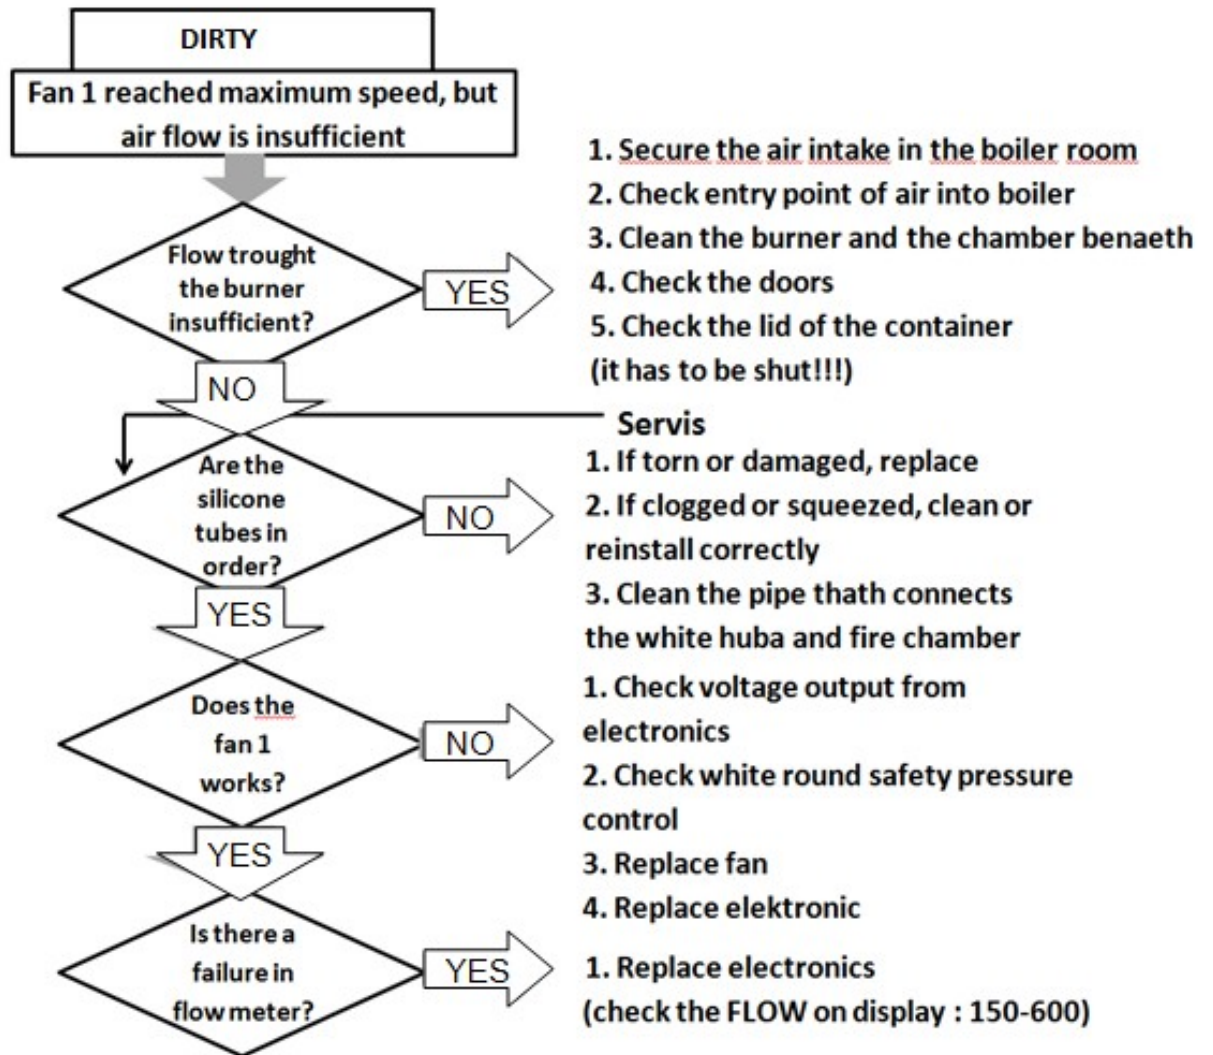 DIRTY
Fan 1 reached maximum speed, but
air flow is insufficient
Flow trought
the burner
insufficient?
YES
1. Secure the air intake in the boiler room
2. Check entry point of air into boiler
3. Clean the burner and the chamber benaeth
4. Check the doors
5. Check the lid of the container
(it has to be shut!!!)
NO
Servis
Are the
silicone
tubes in
order?
NO
1. If torn or damaged, replace
2. If clogged or squeezed, clean or
reinstall correctly
3. Clean the pipe thath connects
the white huba and fire chamber
YES
Does the
fan 1
works?
NO
1. Check voltage output from
electronics
2. Check white round safety pressure
control
3. Replace fan
4. Replace elektronic
YES
Is there a
failure in
flow meter?
YES
1. Replace electronics
(check the FLOW on display : 150-600)